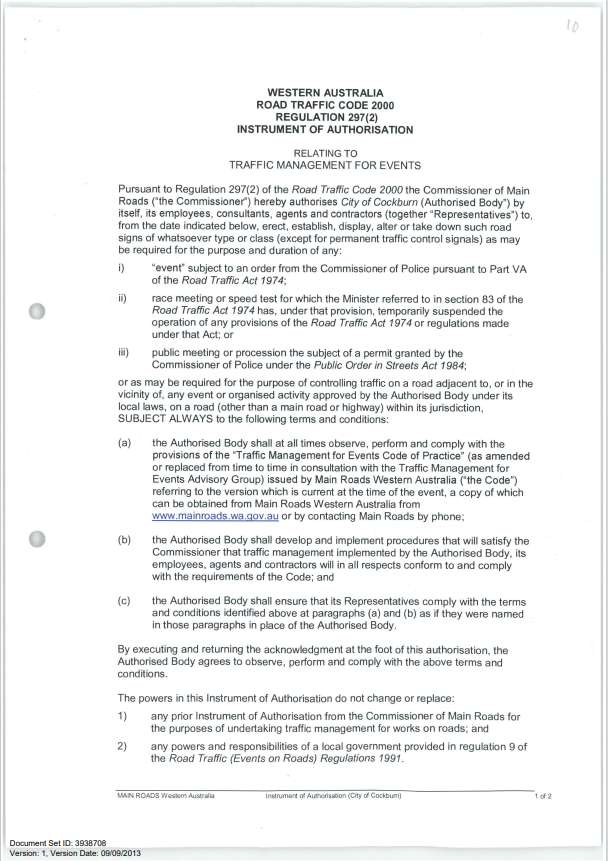 10
WESTERN AUSTRALIA
ROAD TRAFFIC CODE 2000
REGULATION 297(2)
INSTRUMENT OF AUTHORISATION
RELATING TO
TRAFFIC MANAGEMENT FOR EVENTS
Pursuant to Regulation 297(2) of the Road Traffic Code 2000 the Commissioner of Main
Roads ("the Commissioner") hereby authorises City of Cockburn (Authorised Body") by
itself, its employees, consultants, agents and contractors (together "Representatives") to,
from the date indicated below, erect, establish, display, alter or take down such road
signs of whatsoever type or class (except for permanent traffic control signals) as may
be required for the purpose and duration of any:
i) "event" subject to an order from the Commissioner of Police pursuant to Part VA
of the Road Traffic Act 1974;
ii) race meeting or speed test for which the Minister referred to in section 83 of the
Road Traffic Act 1974 has, under that provision, temporarily suspended the
operation of any provisions of the Road Traffic Act 1974 or regulations made
under that Act; or
iii) public meeting or procession the subject of a permit granted by the
Commissioner of Police under the Public Order in Streets Act 1984;
or as may be required for the purpose of controlling traffic on a road adjacent to, or in the
vicinity of, any event or organised activity approved by the Authorised Body under its
local laws, on a road (other than a main road or highway) within its jurisdiction,
SUBJECT ALWAYS to the following terms and conditions:
(a) the Authorised Body shall at all times observe, perform and comply with the
provisions of the "Traffic Management for Events Code of Practice" (as amended
or replaced from time to time in consultation with the Traffic Management for
Events Advisory Group) issued by Main Roads Western Australia ("the Code")
referring to the version which is current at the time of the event, a copy of which
can be obtained from Main Roads Western Australia from
www.mainroads.wa.gov.au or by contacting Main Roads by phone;
(b) the Authorised Body shall develop and implement procedures that will satisfy the
Commissioner that traffic management implemented by the Authorised Body, its
employees, agents and contractors will in all respects conform to and comply
with the requirements of the Code; and
(c) the Authorised Body shall ensure that its Representatives comply with the terms
and conditions identified above at paragraphs (a) and (b) as if they were named
in those paragraphs in place of the Authorised Body.
By executing and returning the acknowledgment at the foot of this authorisation, the
Authorised Body agrees to observe, perform and comply with the above terms and
conditions.
The powers in this Instrument of Authorisation do not change or replace:
1) any prior Instrument of Authorisation from the Commissioner of Main Roads for
the purposes of undertaking traffic management for works on roads; and
2) any powers and responsibilities of a local government provided in regulation 9 of
the Road Traffic (Events on Roads) Regulations 1991.
MAIN ROADS Western Australia Instrument of Authorisation (City of Cockburn) 1 of 2
Document Set ID: 3938708
Version: 1, Version Date: 09/09/2013